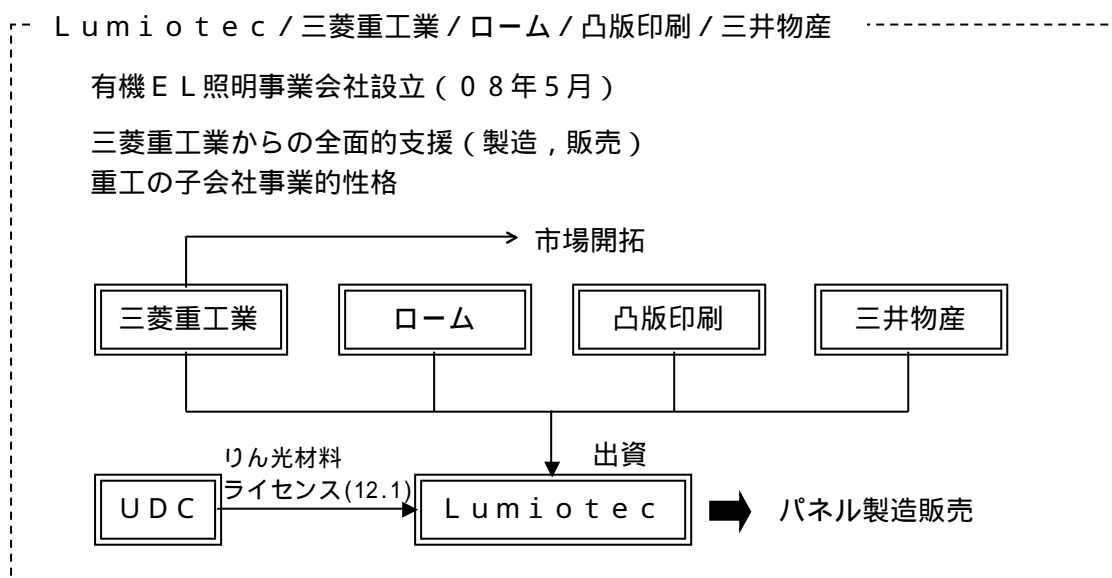 Ｌｕｍｉｏｔｅｃ/三菱重工業/ローム/凸版印刷/三井物産
有機ＥＬ照明事業会社設立(０８年５月)
三菱重工業からの全面的支援(製造,販売)
重工の子会社事業的性格
市場開拓
三菱重工業
ローム
凸版印刷
三井物産
出資
りん光材料
ライセンス(12.1)
ＵＤＣ
Ｌｕｍｉｏｔｅｃ
パネル製造販売